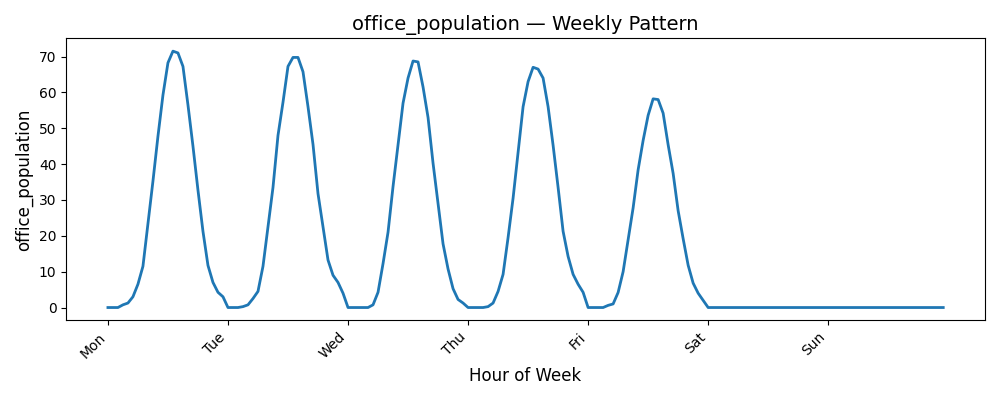 office_population — Weekly Pattern
office_population
70
60
50
40
30
20
10
0
Mon
Tue
Wed
Thu
Fri
Sat
Sun
Hour of Week